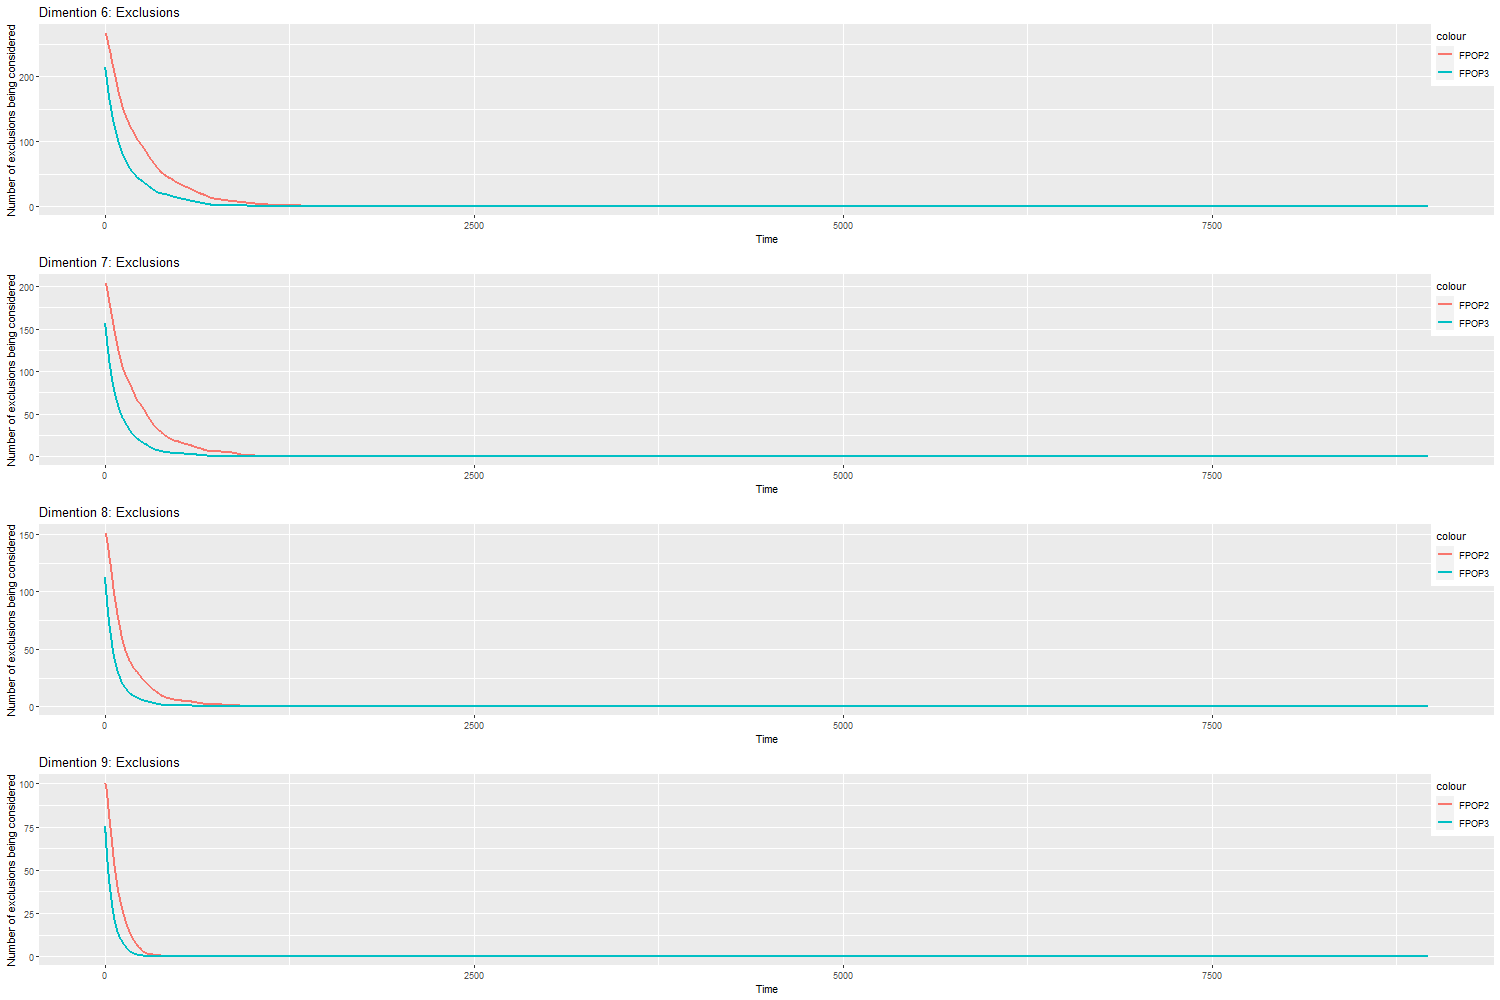 Dimention 6: Exclusions
Number of exclusions being considered
200
100
0
0
2500
5000
7500
Time
colour
FPOP2
FPOP3
Dimention 7: Exclusions
Number of exclusions being considered
200
150
100
50
0
0
2500
5000
7500
Time
colour
FPOP2
FPOP3
Dimention 8: Exclusions
Number of exclusions being considered
150
100
50
0
0
2500
5000
7500
Time
colour
FPOP2
FPOP3
Dimention 9: Exclusions
Number of exclusions being considered
100
75
50
25
0
0
2500
5000
7500
Time
colour
FPOP2
FPOP3